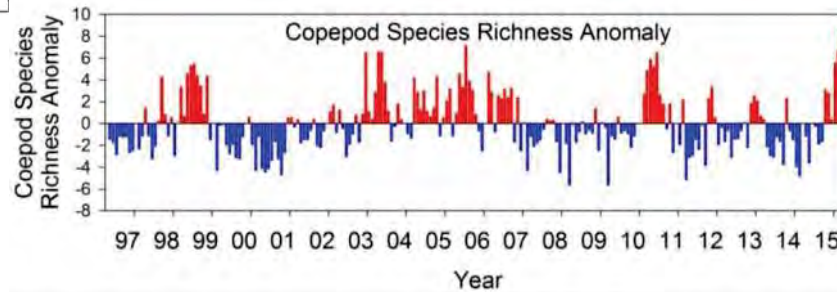 Copepod Species Richness Anomaly
Coepod Species
Richness Anomaly
10
8
6
4
2
0
-2
-4
-6
-8
97 98 99 00 01 02 03 04 05 06 07 08 09 10 11 12 13 14 15
Year